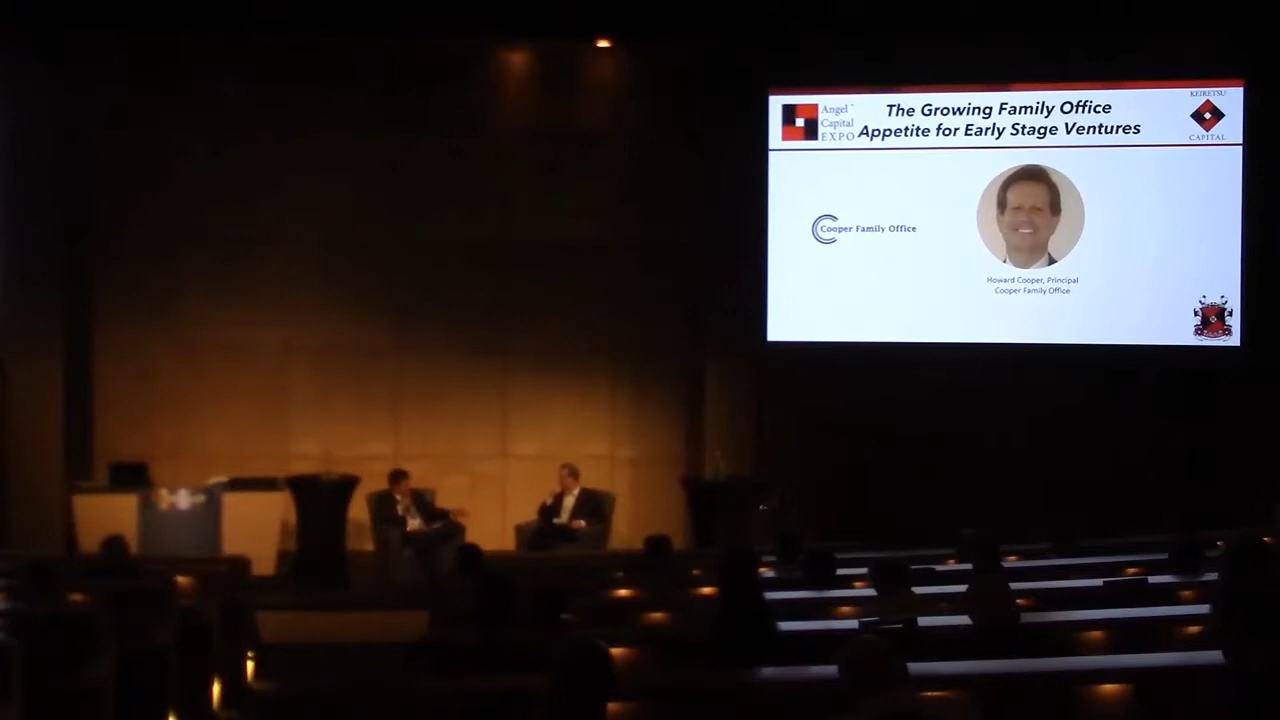 Angel™
Capital
EXPO
The Growing Family Office
Appetite for Early Stage Ventures
KEIRETSU
CAPITAL
Cooper Family Office
Howard Cooper, Principal
Cooper Family Office